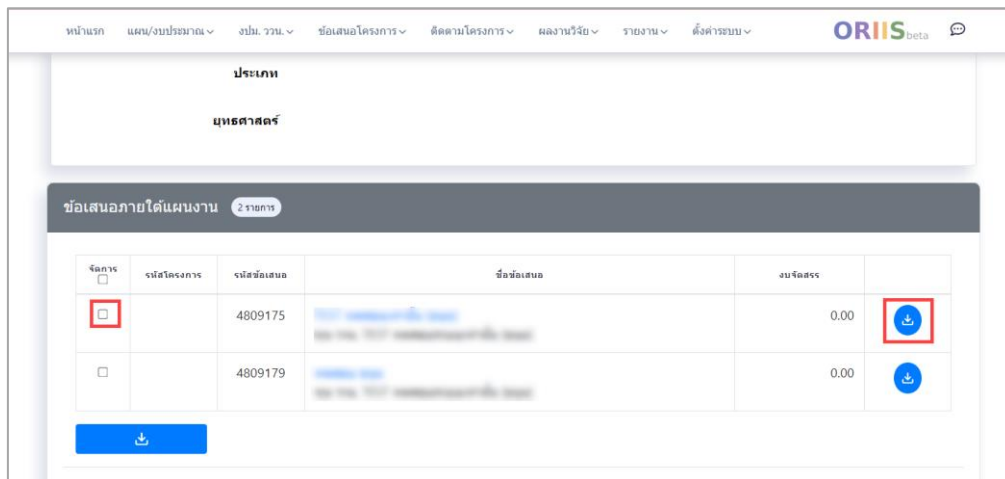 หน้าแรก แผน/งบประมาณ งปม. ววน. ข้อเสนอโครงการ ติดตามโครงการ ผลงานวิจัย รายงาน ตั้งค่าระบบ ORIIS beta
ประเภท
ยุทธศาสตร์
ข้อเสนอภายใต้แผนงาน 2 รายการ
จัดการ รหัสโครงการ รหัสข้อเสนอ ชื่อข้อเสนอ งบจัดสรร
4809175 0.00
4809179 0.00